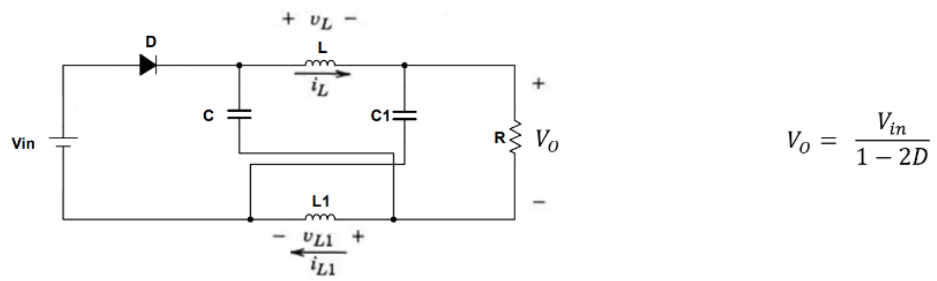 + v_L −
D
L
i_L
+
C
C1
Vin
R
V_O
V_O = V_in / (1 − 2D)
L1
−
− v_L1 +
i_L1